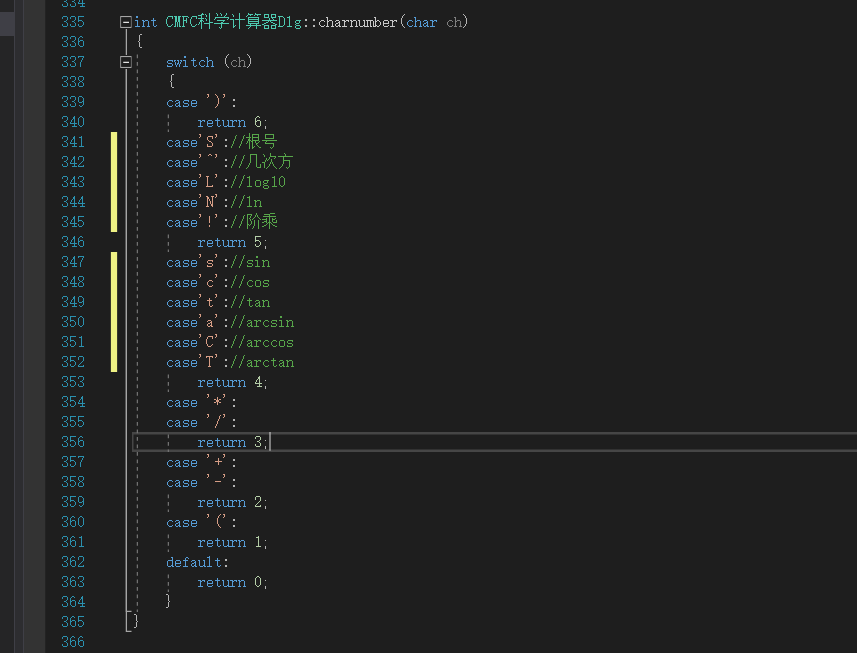 334
335 int CMFC科学计算器Dlg::charnumber(char ch)
336 {
337 switch (ch)
338 {
339 case ')':
340 return 6;
341 case'S'://根号
342 case'^'://几次方
343 case'L'://log10
344 case'N'://ln
345 case'!'://阶乘
346 return 5;
347 case's'://sin
348 case'c'://cos
349 case't'://tan
350 case'a'://arcsin
351 case'C'://arccos
352 case'T'://arctan
353 return 4;
354 case '*':
355 case '/':
356 return 3;
357 case '+':
358 case '-':
359 return 2;
360 case '(':
361 return 1;
362 default:
363 return 0;
364 }
365 }
366